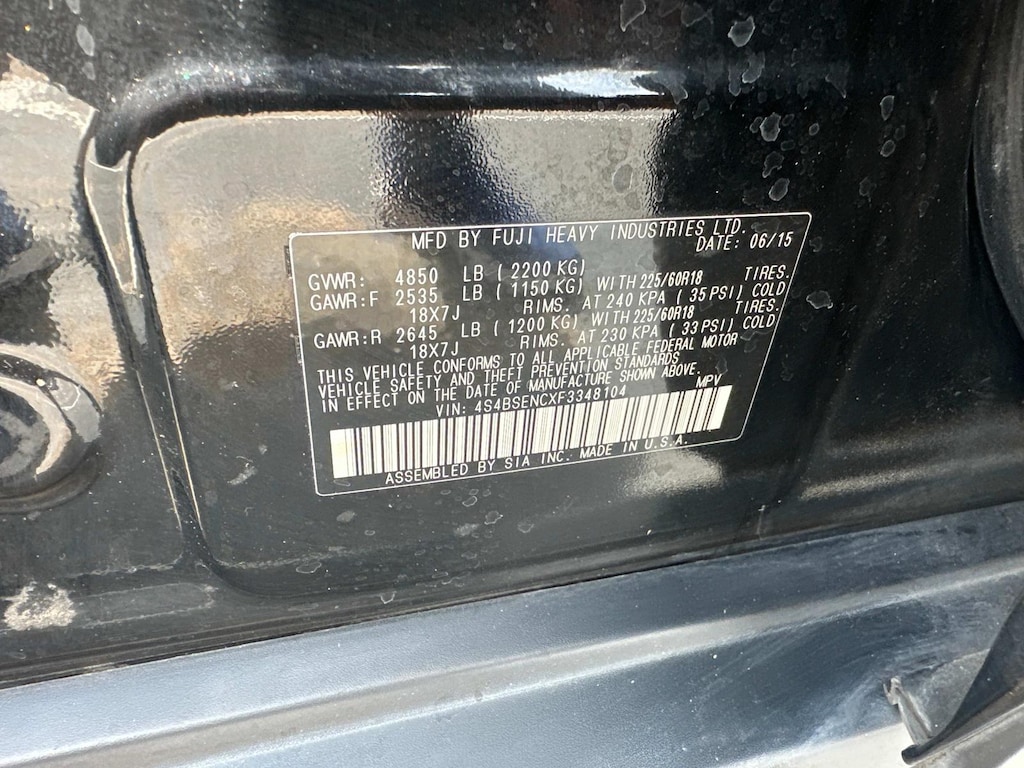 MFD BY FUJI HEAVY INDUSTRIES LTD.
DATE: 06/15
GVWR: 4850 LB (2200 KG)
GAWR:F 2535 LB (1150 KG) WITH 225/60R18 TIRES.
18X7J RIMS. AT 240 KPA (35 PSI) COLD
GAWR:R 2645 LB (1200 KG) WITH 225/60R18 TIRES.
18X7J RIMS. AT 230 KPA (33 PSI) COLD
THIS VEHICLE CONFORMS TO ALL APPLICABLE FEDERAL MOTOR
VEHICLE SAFETY AND THEFT PREVENTION STANDARDS
IN EFFECT ON THE DATE OF MANUFACTURE SHOWN ABOVE.
VIN: 4S4BSENCXF3348104 MPV
ASSEMBLED BY SIA INC. MADE IN U.S.A.